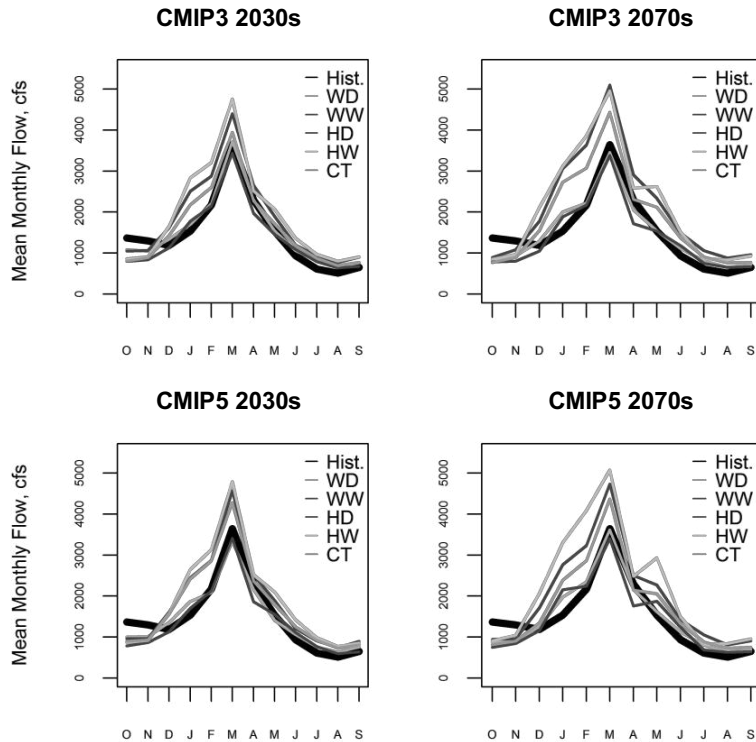 CMIP3 2030s
Mean Monthly Flow, cfs
5000
4000
3000
2000
1000
0
Hist.
WD
WW
HD
HW
CT
O N D J F M A M J J A S
CMIP3 2070s
5000
4000
3000
2000
1000
0
Hist.
WD
WW
HD
HW
CT
O N D J F M A M J J A S
CMIP5 2030s
Mean Monthly Flow, cfs
5000
4000
3000
2000
1000
0
Hist.
WD
WW
HD
HW
CT
O N D J F M A M J J A S
CMIP5 2070s
5000
4000
3000
2000
1000
0
Hist.
WD
WW
HD
HW
CT
O N D J F M A M J J A S